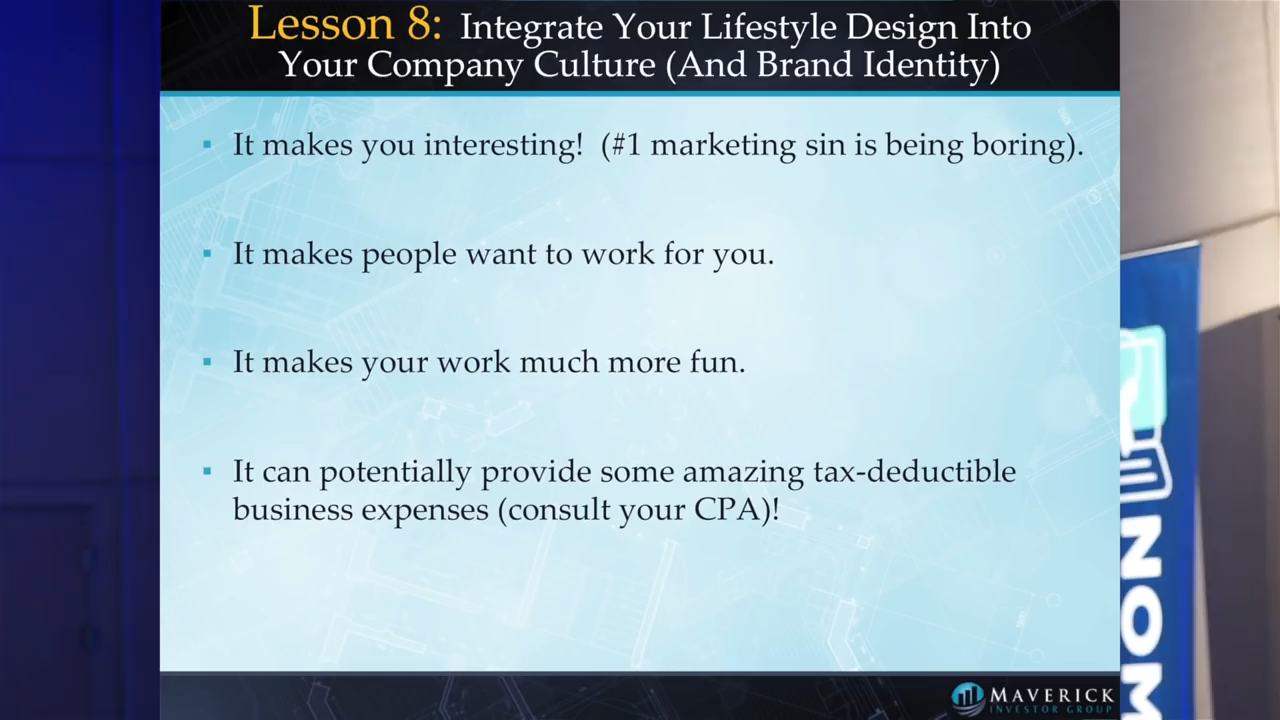 Lesson 8: Integrate Your Lifestyle Design Into
Your Company Culture (And Brand Identity)
▪ It makes you interesting! (#1 marketing sin is being boring).
▪ It makes people want to work for you.
▪ It makes your work much more fun.
▪ It can potentially provide some amazing tax-deductible
business expenses (consult your CPA)!
MAVERICK
INVESTOR GROUP
NOM